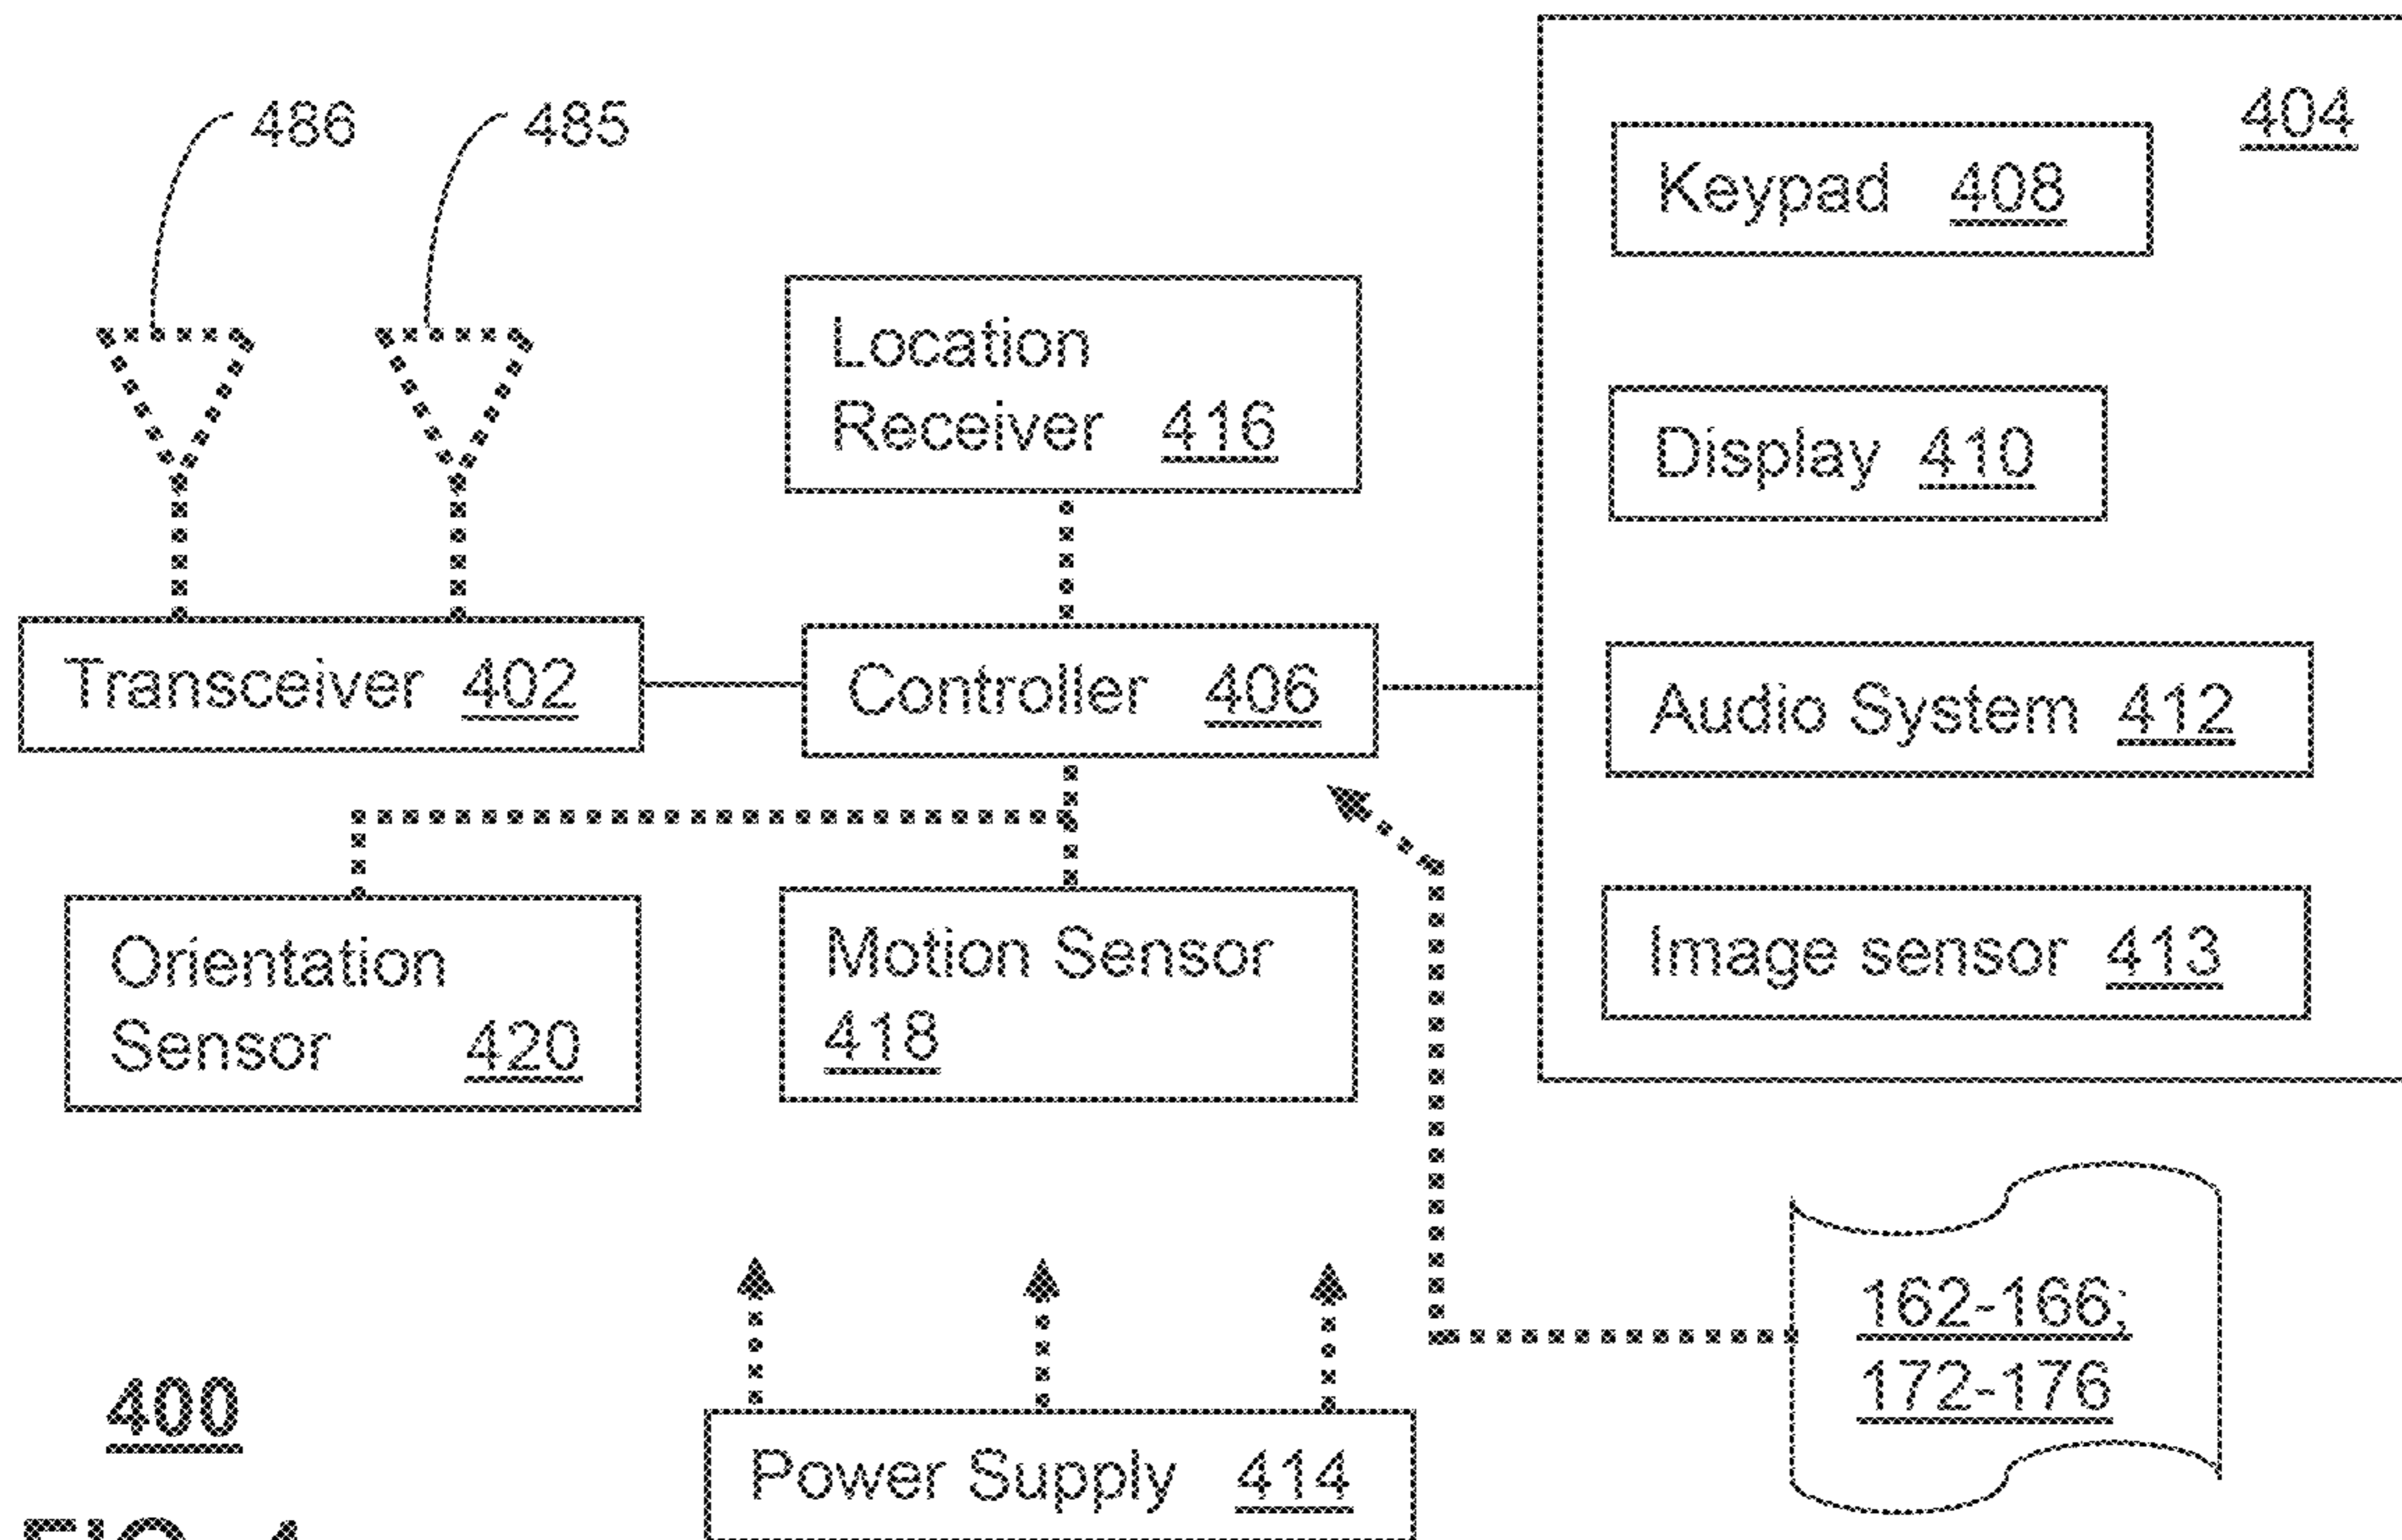 486
485
404
Keypad 408
Location
Receiver 416
Display 410
Transceiver 402
Controller 406
Audio System 412
Orientation
Sensor 420
Motion Sensor
418
Image sensor 413
162-166;
172-176
400
Power Supply 414